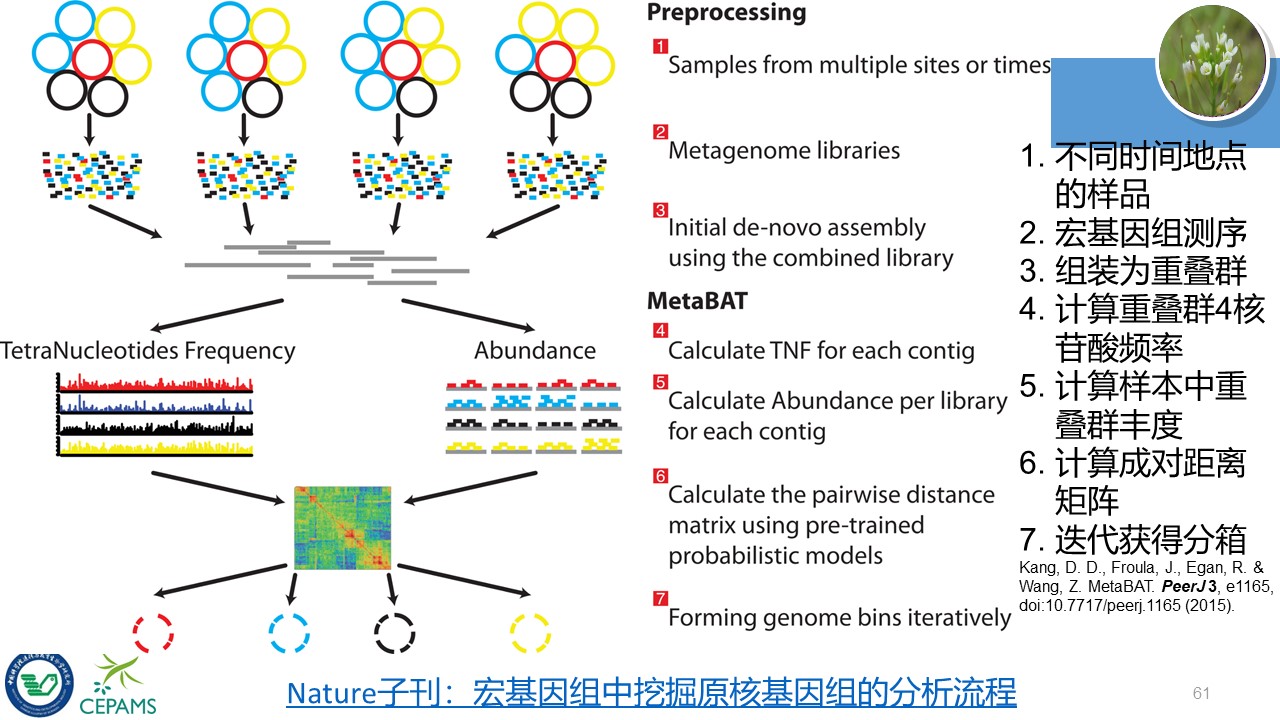 Preprocessing
1 Samples from multiple sites or times
2 Metagenome libraries
3 Initial de-novo assembly
using the combined library
MetaBAT
4 Calculate TNF for each contig
5 Calculate Abundance per library
for each contig
6 Calculate the pairwise distance
matrix using pre-trained
probabilistic models
7 Forming genome bins iteratively
TetraNucleotides Frequency
Abundance
1. 不同时间地点
的样品
2. 宏基因组测序
3. 组装为重叠群
4. 计算重叠群4核
苷酸频率
5. 计算样本中重
叠群丰度
6. 计算成对距离
矩阵
7. 迭代获得分箱
Kang, D. D., Froula, J., Egan, R. &
Wang, Z. MetaBAT. PeerJ 3, e1165,
doi:10.7717/peerj.1165 (2015).
CEPAMS
Nature子刊：宏基因组中挖掘原核基因组的分析流程
61